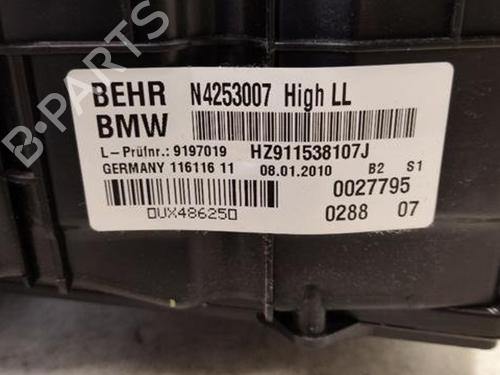 BEHR N4253007 High LL
BMW
L-Prüfnr.: 9197019 HZ911538107J
GERMANY 116116 11 08.01.2010 B2 S1
0027795
0UX486250 0288 07